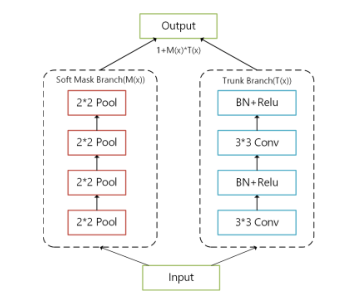 Output
1+M(x)*T(x)
Soft Mask Branch(M(x))
2*2 Pool
2*2 Pool
2*2 Pool
2*2 Pool
Trunk Branch(T(x))
BN+Relu
3*3 Conv
BN+Relu
3*3 Conv
Input